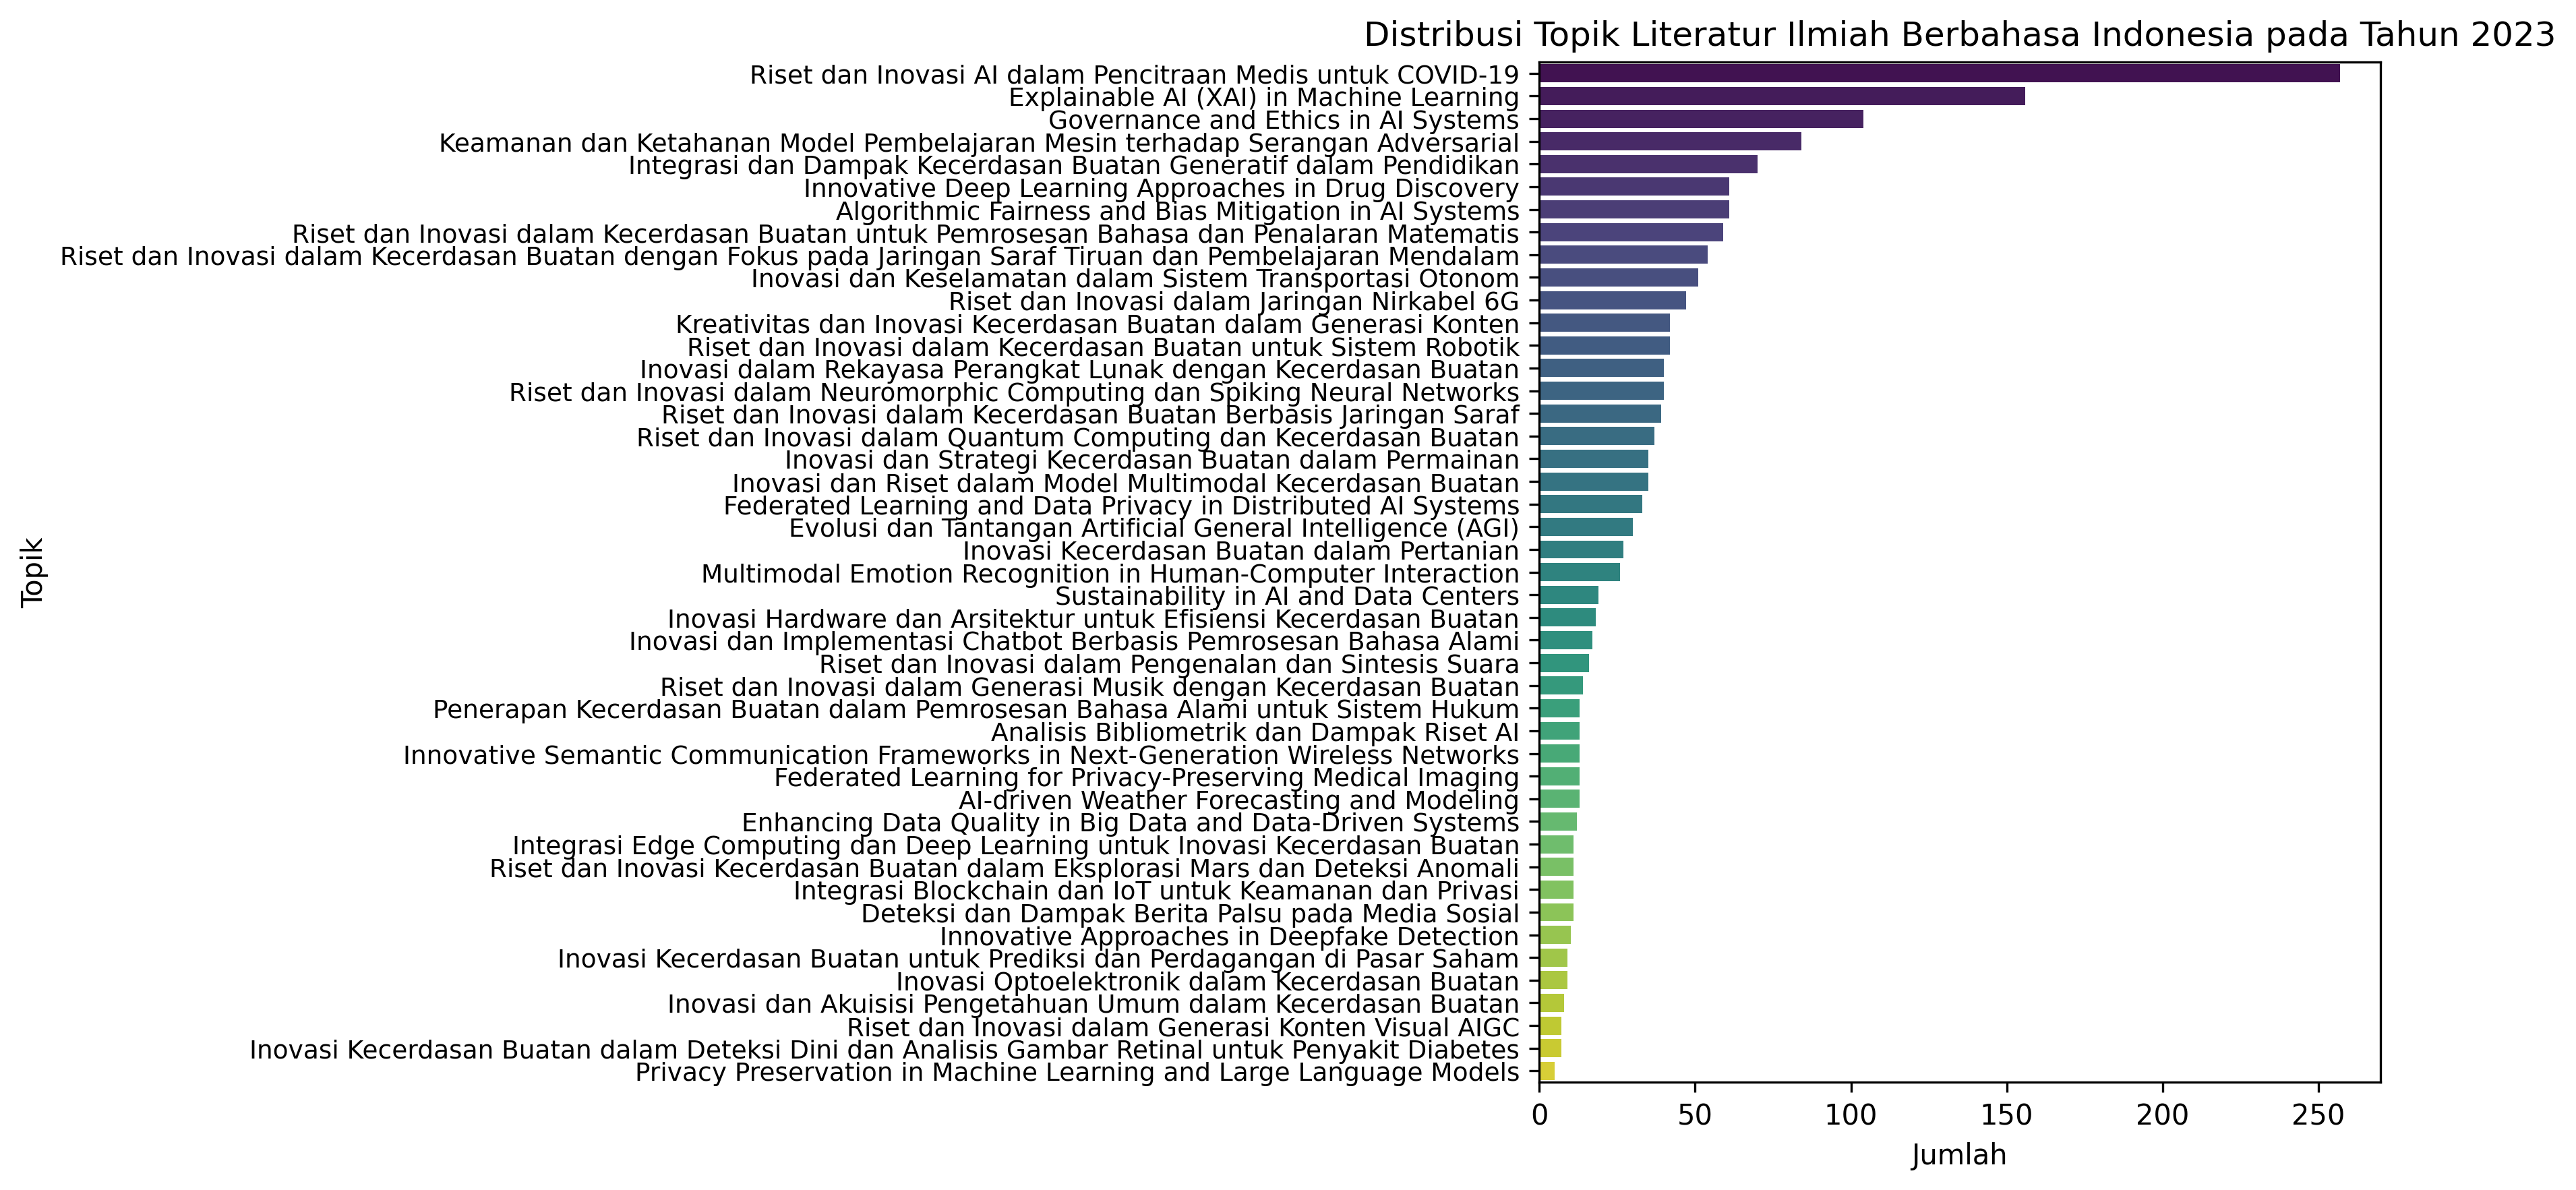 Distribusi Topik Literatur Ilmiah Berbahasa Indonesia pada Tahun 2023
Topik
Riset dan Inovasi AI dalam Pencitraan Medis untuk COVID-19
Explainable AI (XAI) in Machine Learning
Governance and Ethics in AI Systems
Keamanan dan Ketahanan Model Pembelajaran Mesin terhadap Serangan Adversarial
Integrasi dan Dampak Kecerdasan Buatan Generatif dalam Pendidikan
Innovative Deep Learning Approaches in Drug Discovery
Algorithmic Fairness and Bias Mitigation in AI Systems
Riset dan Inovasi dalam Kecerdasan Buatan untuk Pemrosesan Bahasa dan Penalaran Matematis
Riset dan Inovasi dalam Kecerdasan Buatan dengan Fokus pada Jaringan Saraf Tiruan dan Pembelajaran Mendalam
Inovasi dan Keselamatan dalam Sistem Transportasi Otonom
Riset dan Inovasi dalam Jaringan Nirkabel 6G
Kreativitas dan Inovasi Kecerdasan Buatan dalam Generasi Konten
Riset dan Inovasi dalam Kecerdasan Buatan untuk Sistem Robotik
Inovasi dalam Rekayasa Perangkat Lunak dengan Kecerdasan Buatan
Riset dan Inovasi dalam Neuromorphic Computing dan Spiking Neural Networks
Riset dan Inovasi dalam Kecerdasan Buatan Berbasis Jaringan Saraf
Riset dan Inovasi dalam Quantum Computing dan Kecerdasan Buatan
Inovasi dan Strategi Kecerdasan Buatan dalam Permainan
Inovasi dan Riset dalam Model Multimodal Kecerdasan Buatan
Federated Learning and Data Privacy in Distributed AI Systems
Evolusi dan Tantangan Artificial General Intelligence (AGI)
Inovasi Kecerdasan Buatan dalam Pertanian
Multimodal Emotion Recognition in Human-Computer Interaction
Sustainability in AI and Data Centers
Inovasi Hardware dan Arsitektur untuk Efisiensi Kecerdasan Buatan
Inovasi dan Implementasi Chatbot Berbasis Pemrosesan Bahasa Alami
Riset dan Inovasi dalam Pengenalan dan Sintesis Suara
Riset dan Inovasi dalam Generasi Musik dengan Kecerdasan Buatan
Penerapan Kecerdasan Buatan dalam Pemrosesan Bahasa Alami untuk Sistem Hukum
Analisis Bibliometrik dan Dampak Riset AI
Innovative Semantic Communication Frameworks in Next-Generation Wireless Networks
Federated Learning for Privacy-Preserving Medical Imaging
AI-driven Weather Forecasting and Modeling
Enhancing Data Quality in Big Data and Data-Driven Systems
Integrasi Edge Computing dan Deep Learning untuk Inovasi Kecerdasan Buatan
Riset dan Inovasi Kecerdasan Buatan dalam Eksplorasi Mars dan Deteksi Anomali
Integrasi Blockchain dan IoT untuk Keamanan dan Privasi
Deteksi dan Dampak Berita Palsu pada Media Sosial
Innovative Approaches in Deepfake Detection
Inovasi Kecerdasan Buatan untuk Prediksi dan Perdagangan di Pasar Saham
Inovasi Optoelektronik dalam Kecerdasan Buatan
Inovasi dan Akuisisi Pengetahuan Umum dalam Kecerdasan Buatan
Riset dan Inovasi dalam Generasi Konten Visual AIGC
Inovasi Kecerdasan Buatan dalam Deteksi Dini dan Analisis Gambar Retinal untuk Penyakit Diabetes
Privacy Preservation in Machine Learning and Large Language Models
0 50 100 150 200 250
Jumlah